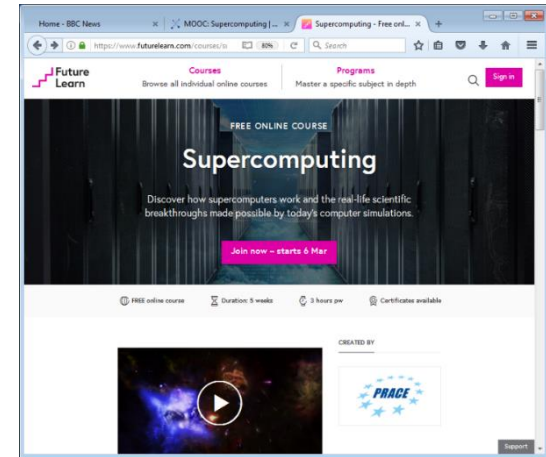 Home - BBC News
MOOC: Supercomputing | ...
Supercomputing - Free onl...
https://www.futurelearn.com/courses/s
80%
Search
Future
Learn
Courses
Browse all individual online courses
Programs
Master a specific subject in depth
Sign in
FREE ONLINE COURSE
Supercomputing
Discover how supercomputers work and the real-life scientific
breakthroughs made possible by today's computer simulations.
Join now – starts 6 Mar
FREE online course
Duration: 5 weeks
3 hours pw
Certificates available
CREATED BY
PRACE
Support